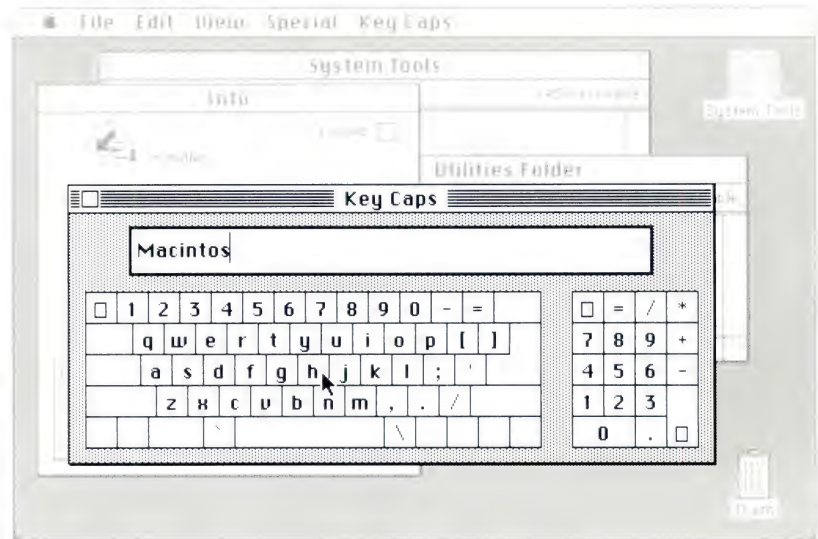 File Edit View Special Key Caps
System Tools
Info
System Tools
Utilities Folder
Key Caps
Macintos
1 2 3 4 5 6 7 8 9 0 - = = / *
q w e r t y u i o p [ ] 7 8 9 +
a s d f g h j k l ; ' 4 5 6 -
z x c v b n m , . / 1 2 3
` \ 0 .
Trash